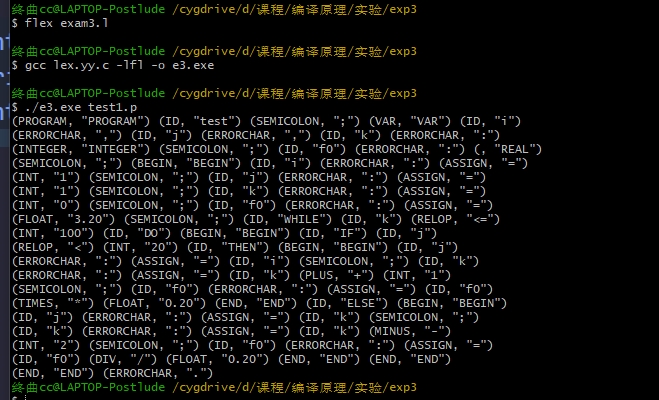 终曲cc@LAPTOP-Postlude /cygdrive/d/课程/编译原理/实验/exp3
$ flex exam3.l
终曲cc@LAPTOP-Postlude /cygdrive/d/课程/编译原理/实验/exp3
$ gcc lex.yy.c -lfl -o e3.exe
终曲cc@LAPTOP-Postlude /cygdrive/d/课程/编译原理/实验/exp3
$ ./e3.exe test1.p
(PROGRAM, "PROGRAM") (ID, "test") (SEMICOLON, ";") (VAR, "VAR") (ID, "i")
(ERRORCHAR, ",") (ID, "j") (ERRORCHAR, ",") (ID, "k") (ERRORCHAR, ":")
(INTEGER, "INTEGER") (SEMICOLON, ";") (ID, "f0") (ERRORCHAR, ":") (, "REAL")
(SEMICOLON, ";") (BEGIN, "BEGIN") (ID, "i") (ERRORCHAR, ":") (ASSIGN, "=")
(INT, "1") (SEMICOLON, ";") (ID, "j") (ERRORCHAR, ":") (ASSIGN, "=")
(INT, "1") (SEMICOLON, ";") (ID, "k") (ERRORCHAR, ":") (ASSIGN, "=")
(INT, "0") (SEMICOLON, ";") (ID, "f0") (ERRORCHAR, ":") (ASSIGN, "=")
(FLOAT, "3.20") (SEMICOLON, ";") (ID, "WHILE") (ID, "k") (RELOP, "<=")
(INT, "100") (ID, "DO") (BEGIN, "BEGIN") (ID, "IF") (ID, "j")
(RELOP, "<") (INT, "20") (ID, "THEN") (BEGIN, "BEGIN") (ID, "j")
(ERRORCHAR, ":") (ASSIGN, "=") (ID, "i") (SEMICOLON, ";") (ID, "k")
(ERRORCHAR, ":") (ASSIGN, "=") (ID, "k") (PLUS, "+") (INT, "1")
(SEMICOLON, ";") (ID, "f0") (ERRORCHAR, ":") (ASSIGN, "=") (ID, "f0")
(TIMES, "*") (FLOAT, "0.20") (END, "END") (ID, "ELSE") (BEGIN, "BEGIN")
(ID, "j") (ERRORCHAR, ":") (ASSIGN, "=") (ID, "k") (SEMICOLON, ";")
(ID, "k") (ERRORCHAR, ":") (ASSIGN, "=") (ID, "k") (MINUS, "-")
(INT, "2") (SEMICOLON, ";") (ID, "f0") (ERRORCHAR, ":") (ASSIGN, "=")
(ID, "f0") (DIV, "/") (FLOAT, "0.20") (END, "END") (END, "END")
(END, "END") (ERRORCHAR, ".")
终曲cc@LAPTOP-Postlude /cygdrive/d/课程/编译原理/实验/exp3
$